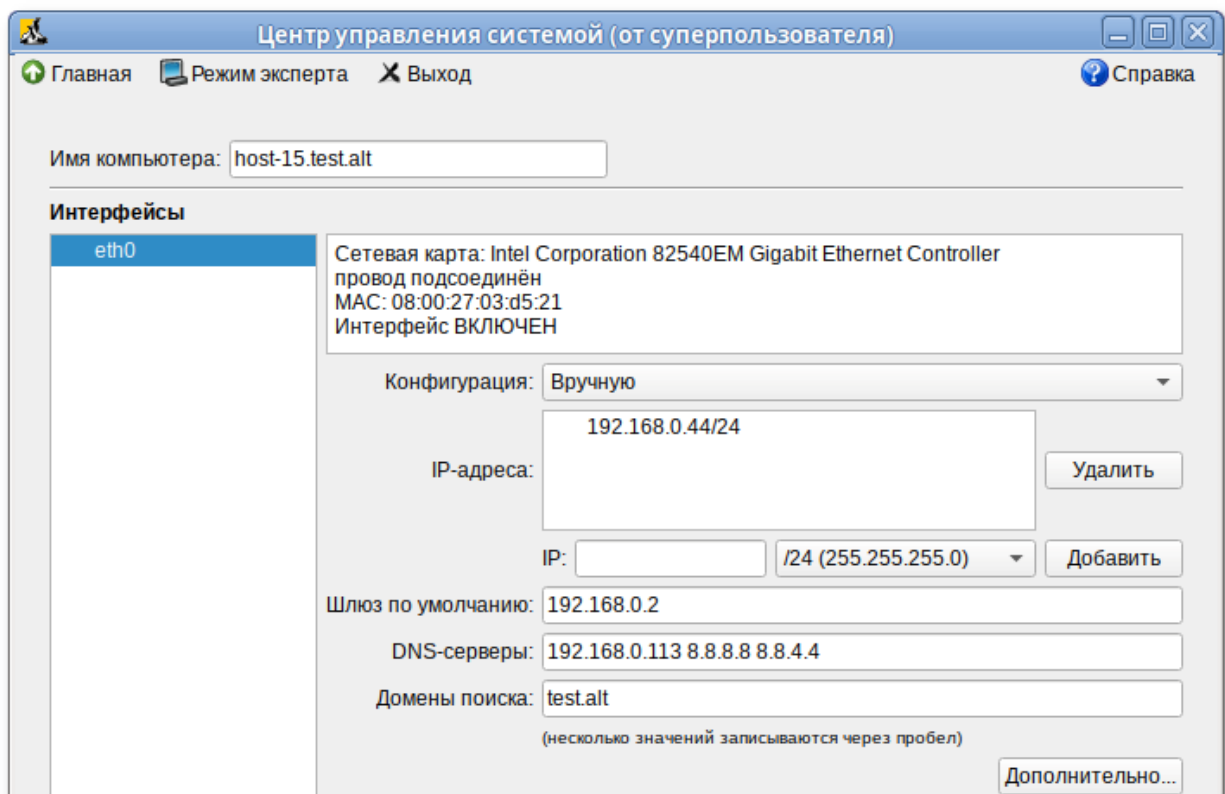 Центр управления системой (от суперпользователя)
Главная Режим эксперта Выход Справка
Имя компьютера: host-15.test.alt
Интерфейсы
eth0
Сетевая карта: Intel Corporation 82540EM Gigabit Ethernet Controller
провод подсоединён
MAC: 08:00:27:03:d5:21
Интерфейс ВКЛЮЧЕН
Конфигурация: Вручную
192.168.0.44/24
IP-адреса: Удалить
IP: /24 (255.255.255.0) Добавить
Шлюз по умолчанию: 192.168.0.2
DNS-серверы: 192.168.0.113 8.8.8.8 8.8.4.4
Домены поиска: test.alt
(несколько значений записываются через пробел)
Дополнительно...